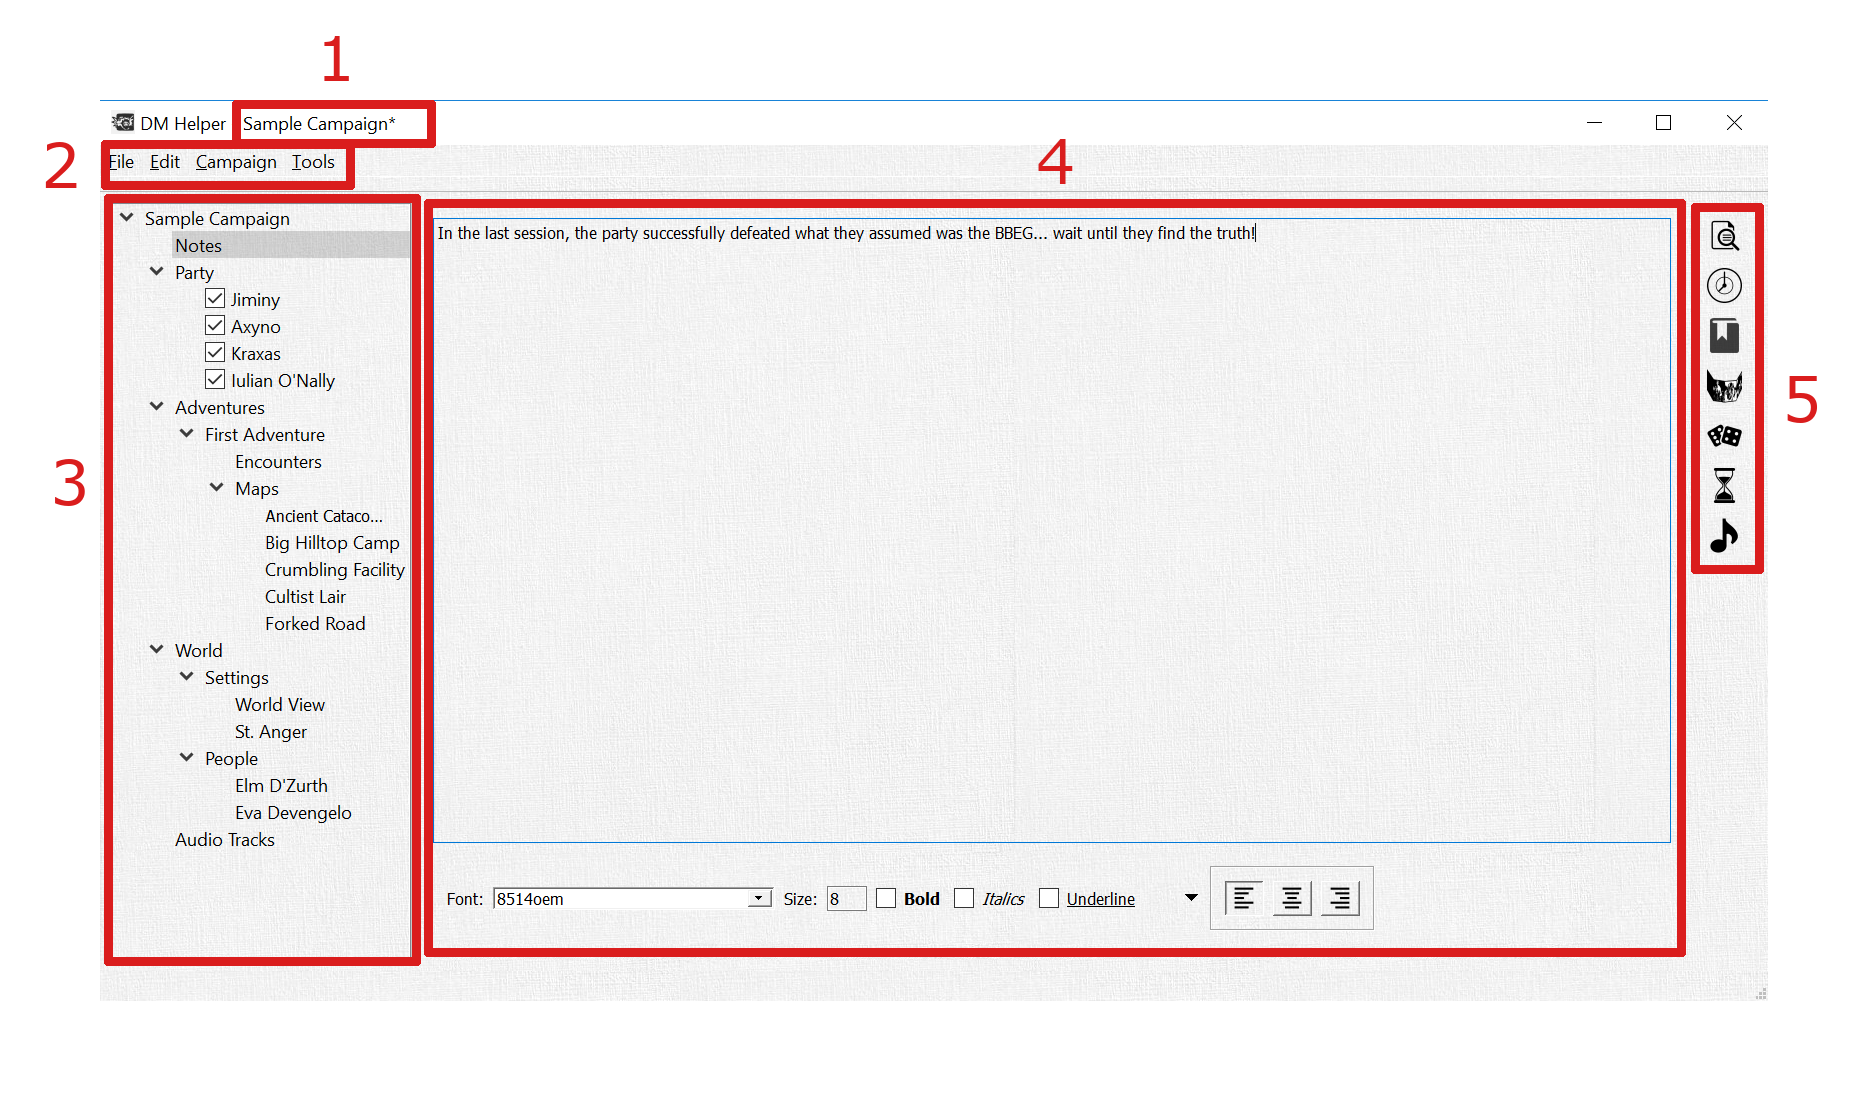 1
DM Helper Sample Campaign*
2
File Edit Campaign Tools
4
3
Sample Campaign
Notes
Party
Jiminy
Axyno
Kraxas
Iulian O'Nally
Adventures
First Adventure
Encounters
Maps
Ancient Cataco...
Big Hilltop Camp
Crumbling Facility
Cultist Lair
Forked Road
World
Settings
World View
St. Anger
People
Elm D'Zurth
Eva Devengelo
Audio Tracks
In the last session, the party successfully defeated what they assumed was the BBEG... wait until they find the truth!
Font: 8514oem Size: 8 Bold Italics Underline
5